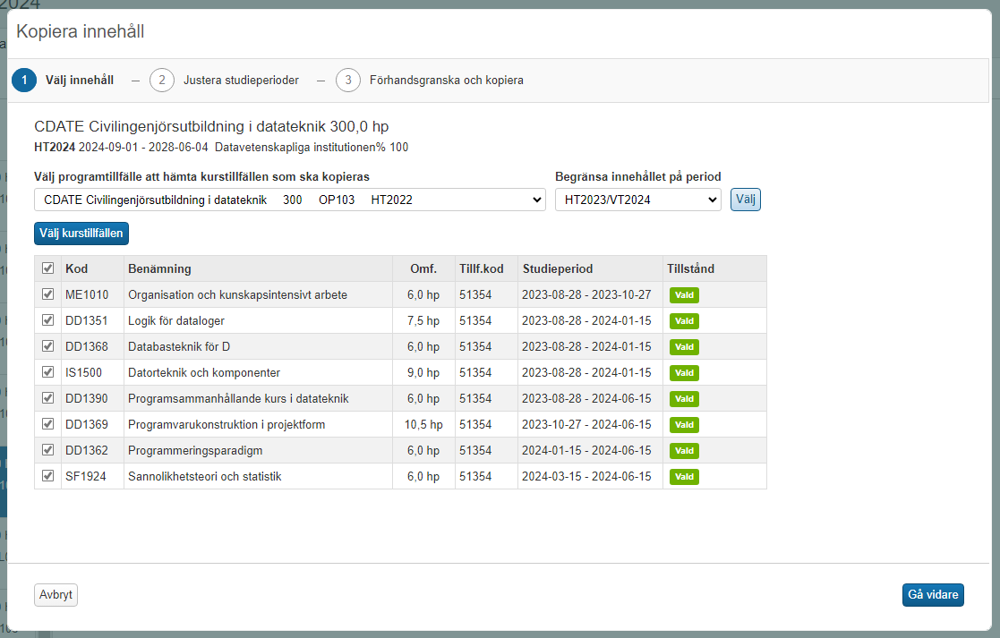 2024
Kopiera innehåll
1 Välj innehåll – 2 Justera studieperioder – 3 Förhandsgranska och kopiera
CDATE Civilingenjörsutbildning i datateknik 300,0 hp
HT2024 2024-09-01 - 2028-06-04 Datavetenskapliga institutionen% 100
Välj programtillfälle att hämta kurstillfällen som ska kopieras Begränsa innehållet på period
CDATE Civilingenjörsutbildning i datateknik 300 OP103 HT2022 HT2023/VT2024 Välj
Välj kurstillfällen
Kod Benämning Omf. Tillf.kod Studieperiod Tillstånd
ME1010 Organisation och kunskapsintensivt arbete 6,0 hp 51354 2023-08-28 - 2023-10-27 Vald
DD1351 Logik för dataloger 7,5 hp 51354 2023-08-28 - 2024-01-15 Vald
DD1368 Databasteknik för D 6,0 hp 51354 2023-08-28 - 2024-01-15 Vald
IS1500 Datorteknik och komponenter 9,0 hp 51354 2023-08-28 - 2024-01-15 Vald
DD1390 Programsammanhållande kurs i datateknik 6,0 hp 51354 2023-08-28 - 2024-06-15 Vald
DD1369 Programvarukonstruktion i projektform 10,5 hp 51354 2023-10-27 - 2024-06-15 Vald
DD1362 Programmeringsparadigm 6,0 hp 51354 2024-01-15 - 2024-06-15 Vald
SF1924 Sannolikhetsteori och statistik 6,0 hp 51354 2024-03-15 - 2024-06-15 Vald
Avbryt Gå vidare